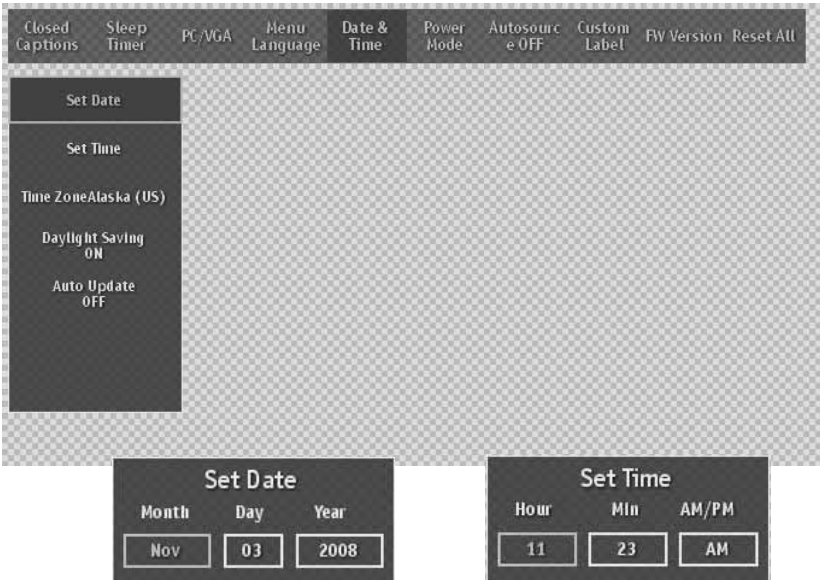 Closed Captions
Sleep Timer
PC/VGA
Menu Language
Date & Time
Power Mode
Autosourc e OFF
Custom Label
FW Version
Reset All
Set Date
Set Time
Time ZoneAlaska (US)
Daylight Saving
ON
Auto Update
OFF
Set Date
Month Day Year
Nov 03 2008
Set Time
Hour Min AM/PM
11 23 AM